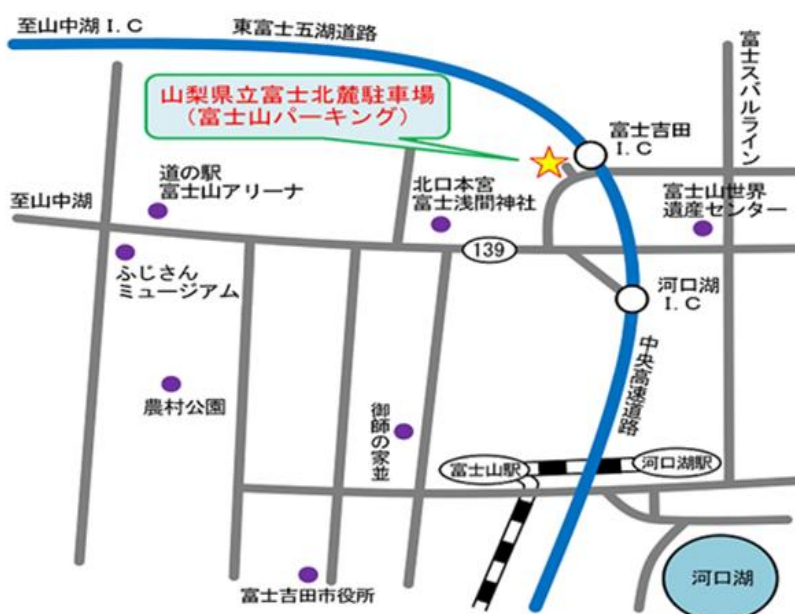 至山中湖 I.C
東富士五湖道路
富士スバルライン
山梨県立富士北麓駐車場
（富士山パーキング）
富士吉田
I.C
道の駅
富士山アリーナ
北口本宮
富士浅間神社
富士山世界
遺産センター
至山中湖
139
ふじさん
ミュージアム
河口湖
I.C
中央高速道路
農村公園
御師の家並
富士山駅
河口湖駅
富士吉田市役所
河口湖